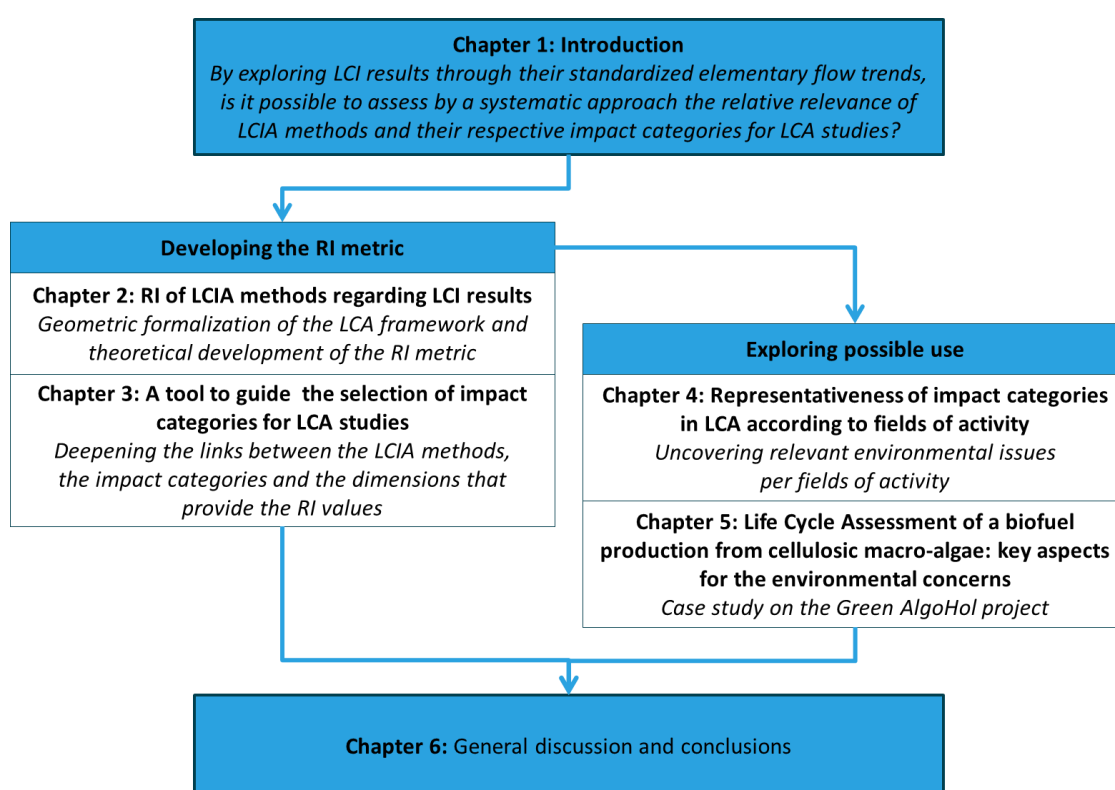 Chapter 1: Introduction
By exploring LCI results through their standardized elementary flow trends,
is it possible to assess by a systematic approach the relative relevance of
LCIA methods and their respective impact categories for LCA studies?
Developing the RI metric
Chapter 2: RI of LCIA methods regarding LCI results
Geometric formalization of the LCA framework and
theoretical development of the RI metric
Chapter 3: A tool to guide the selection of impact
categories for LCA studies
Deepening the links between the LCIA methods,
the impact categories and the dimensions that
provide the RI values
Exploring possible use
Chapter 4: Representativeness of impact categories
in LCA according to fields of activity
Uncovering relevant environmental issues
per fields of activity
Chapter 5: Life Cycle Assessment of a biofuel
production from cellulosic macro-algae: key aspects
for the environmental concerns
Case study on the Green AlgoHol project
Chapter 6: General discussion and conclusions